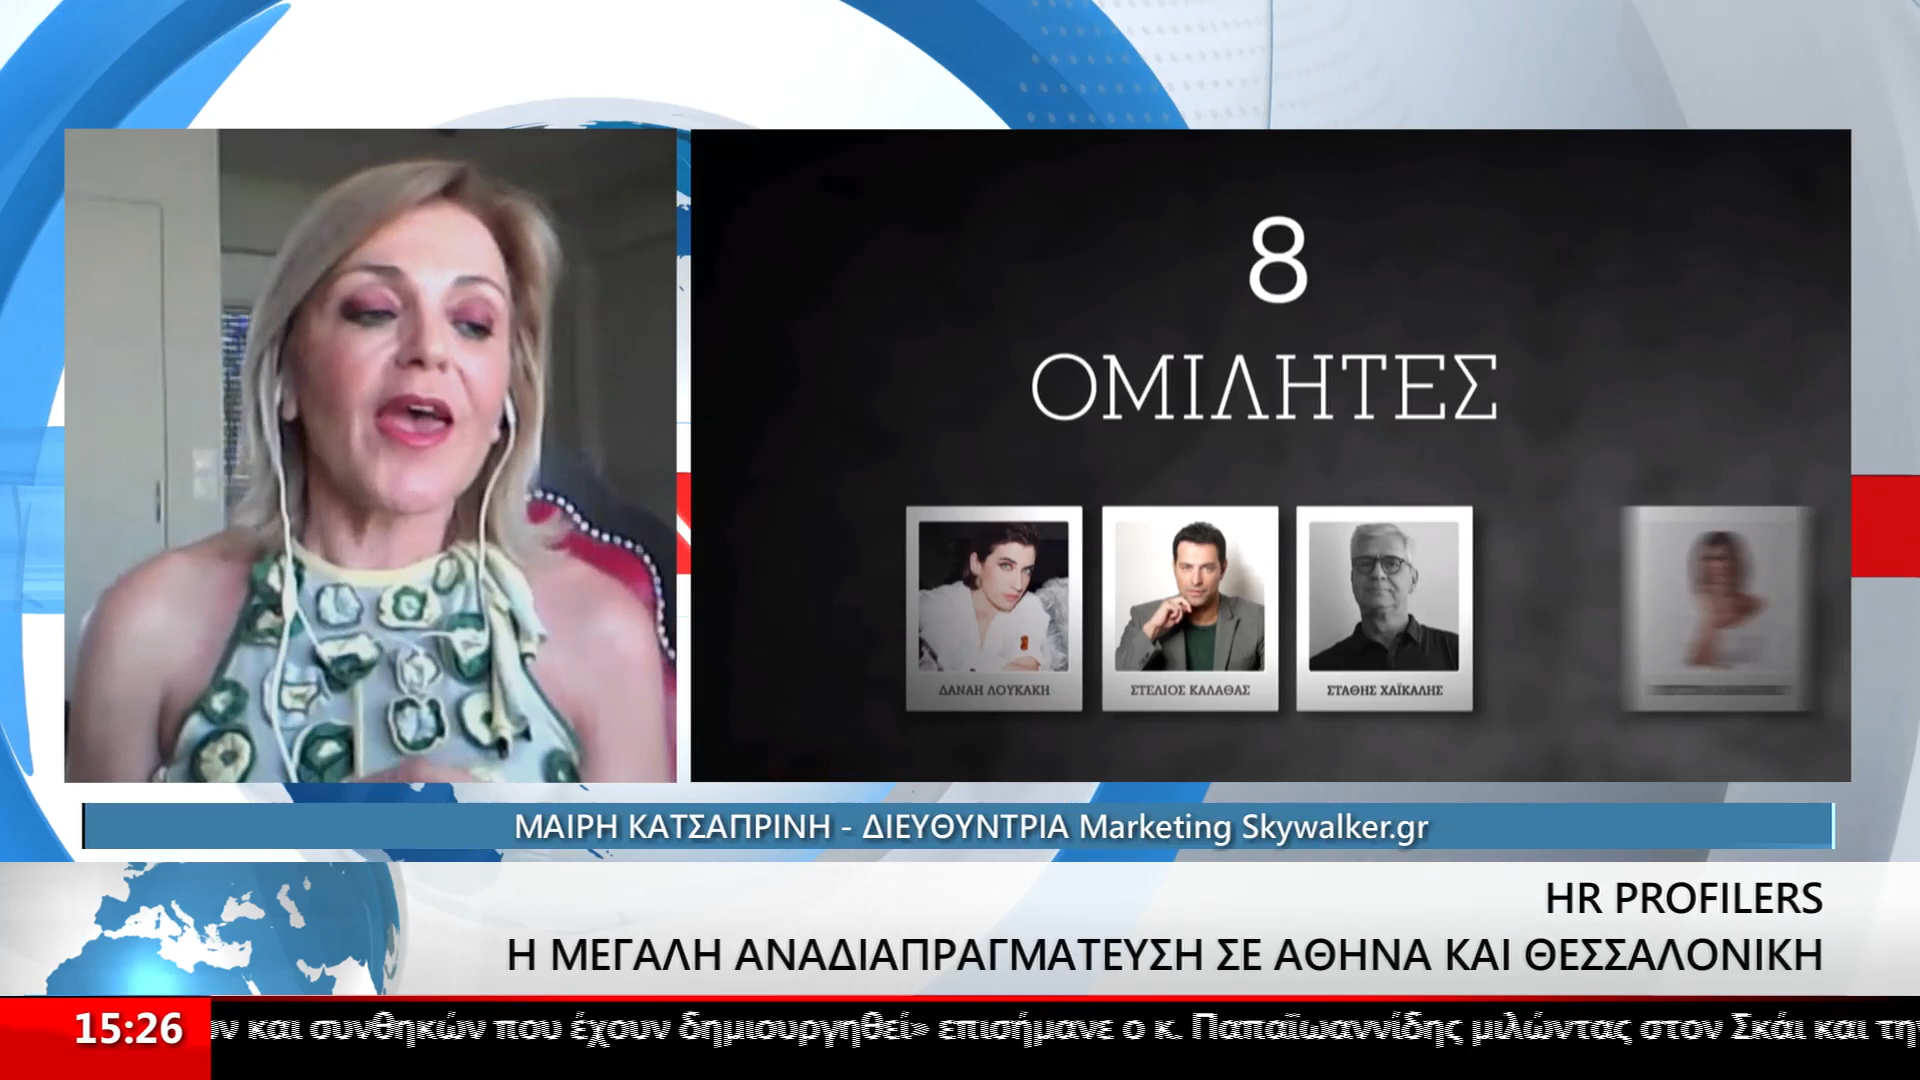 8
ΟΜΙΛΗΤΕΣ
ΔΑΝΑΗ ΛΟΥΚΑΚΗ
ΣΤΕΛΙΟΣ ΚΑΛΑΘΑΣ
ΣΤΑΘΗΣ ΧΑΪΚΑΛΗΣ
ΜΑΙΡΗ ΚΑΤΣΑΠΡΙΝΗ - ΔΙΕΥΘΥΝΤΡΙΑ Marketing Skywalker.gr
HR PROFILERS
Η ΜΕΓΑΛΗ ΑΝΑΔΙΑΠΡΑΓΜΑΤΕΥΣΗ ΣΕ ΑΘΗΝΑ ΚΑΙ ΘΕΣΣΑΛΟΝΙΚΗ
15:26 και συνθηκών που έχουν δημιουργηθεί» επισήμανε ο κ. Παπαϊωαννίδης μιλώντας στον Σκάι και